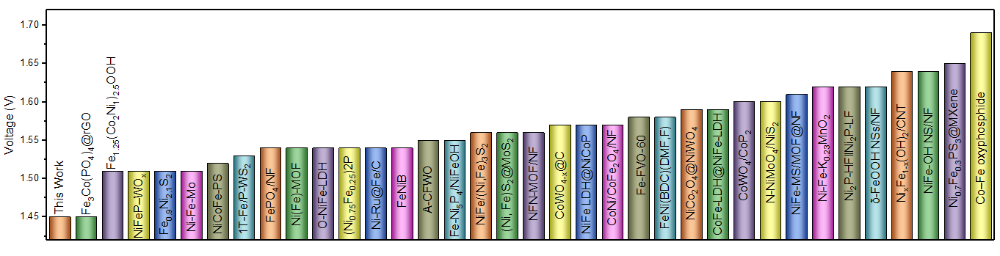 1.70
1.65
1.60
1.55
1.50
1.45
Voltage (V)
This Work
Fe₃Co(PO₄)₄@rGO
Fe₁.₂₅(Co₂Ni₁)₂.₅OOH
NiFeP–WOₓ
Fe₀.₉Ni₂.₁S₂
Ni-Fe-Mo
NiCoFe-PS
1T-Fe/P-WS₂
FePO₄/NF
Ni(Fe)-MOF
O-NiFe-LDH
(Ni₀.₇₅Fe₀.₂₅)2P
Ni-Ru@Fe/C
FeNiB
A-CFWO
Fe-Ni₅P₄/NiFeOH
NiFe/(Ni,Fe)₃S₂
(Ni, Fe)S₂@MoS₂
NFN-MOF/NF
CoWO₄₋ₓ@C
NiFe LDH@NiCoP
CoNi/CoFe₂O₄/NF
Fe-FVO-60
FeNi(BDC)(DMF,F)
NiCo₂O₄@NiWO₄
CoFe-LDH@NiFe-LDH
CoWO₄/CoP₂
N-NiMoO₄/NiS₂
NiFe-MS/MOF@NF
Ni-Fe-K₀.₂₃MnO₂
Ni₂P-HF|Ni₂P-LF
δ-FeOOH NSs/NF
NiₓFe₁₋ₓ(OH)₂/CNT
NiFe-OH NS/NF
Ni₀.₇Fe₀.₃PS₃@MXene
Co–Fe oxyphosphide